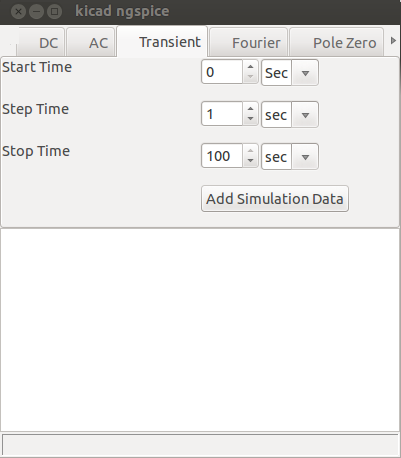 kicad ngspice
DC AC Transient Fourier Pole Zero
Start Time 0 Sec
Step Time 1 sec
Stop Time 100 sec
Add Simulation Data